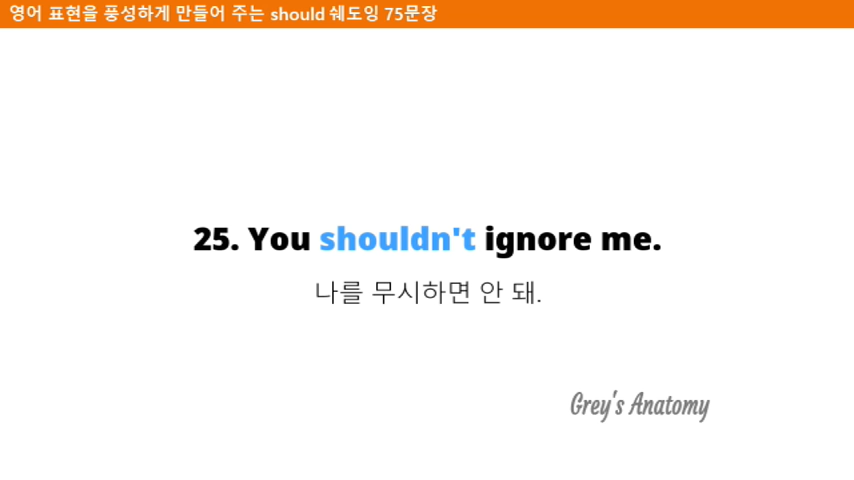 영어 표현을 풍성하게 만들어 주는 should 쉐도잉 75문장
25. You shouldn't ignore me.
나를 무시하면 안 돼.
Grey's Anatomy